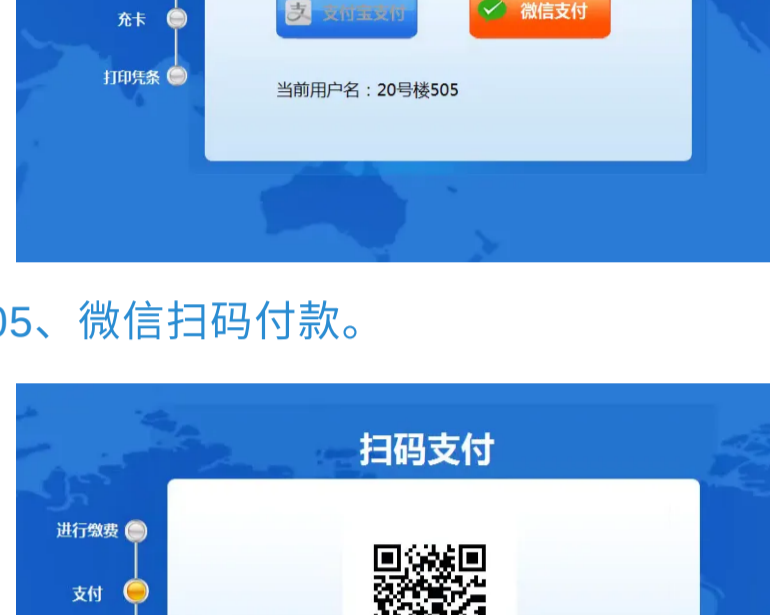 充卡
支付宝支付
微信支付
打印凭条
当前用户名：20号楼505
05、微信扫码付款。
扫码支付
进行缴费
支付